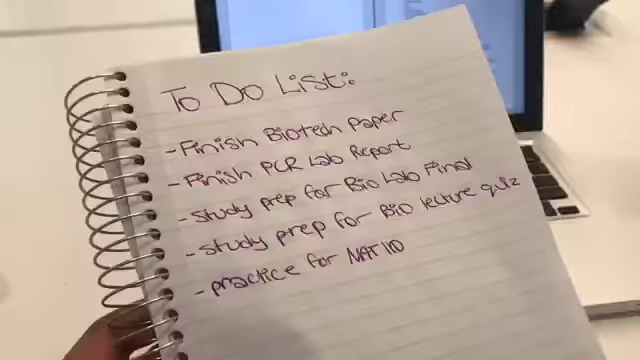 To Do List:
- Finish Biotech Paper
- Finish PCR Lab Report
- study prep for Bio Lab Final
- study prep for Bio lecture quiz
- practice for NAT 110